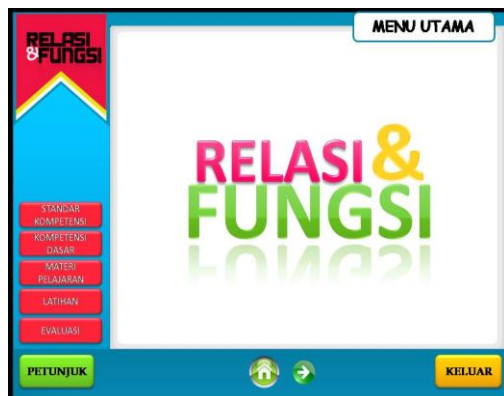 RELASI
&FUNGSI
MENU UTAMA
RELASI &
FUNGSI
STANDAR
KOMPETENSI
KOMPETENSI
DASAR
MATERI
PELAJARAN
LATIHAN
EVALUASI
PETUNJUK
KELUAR